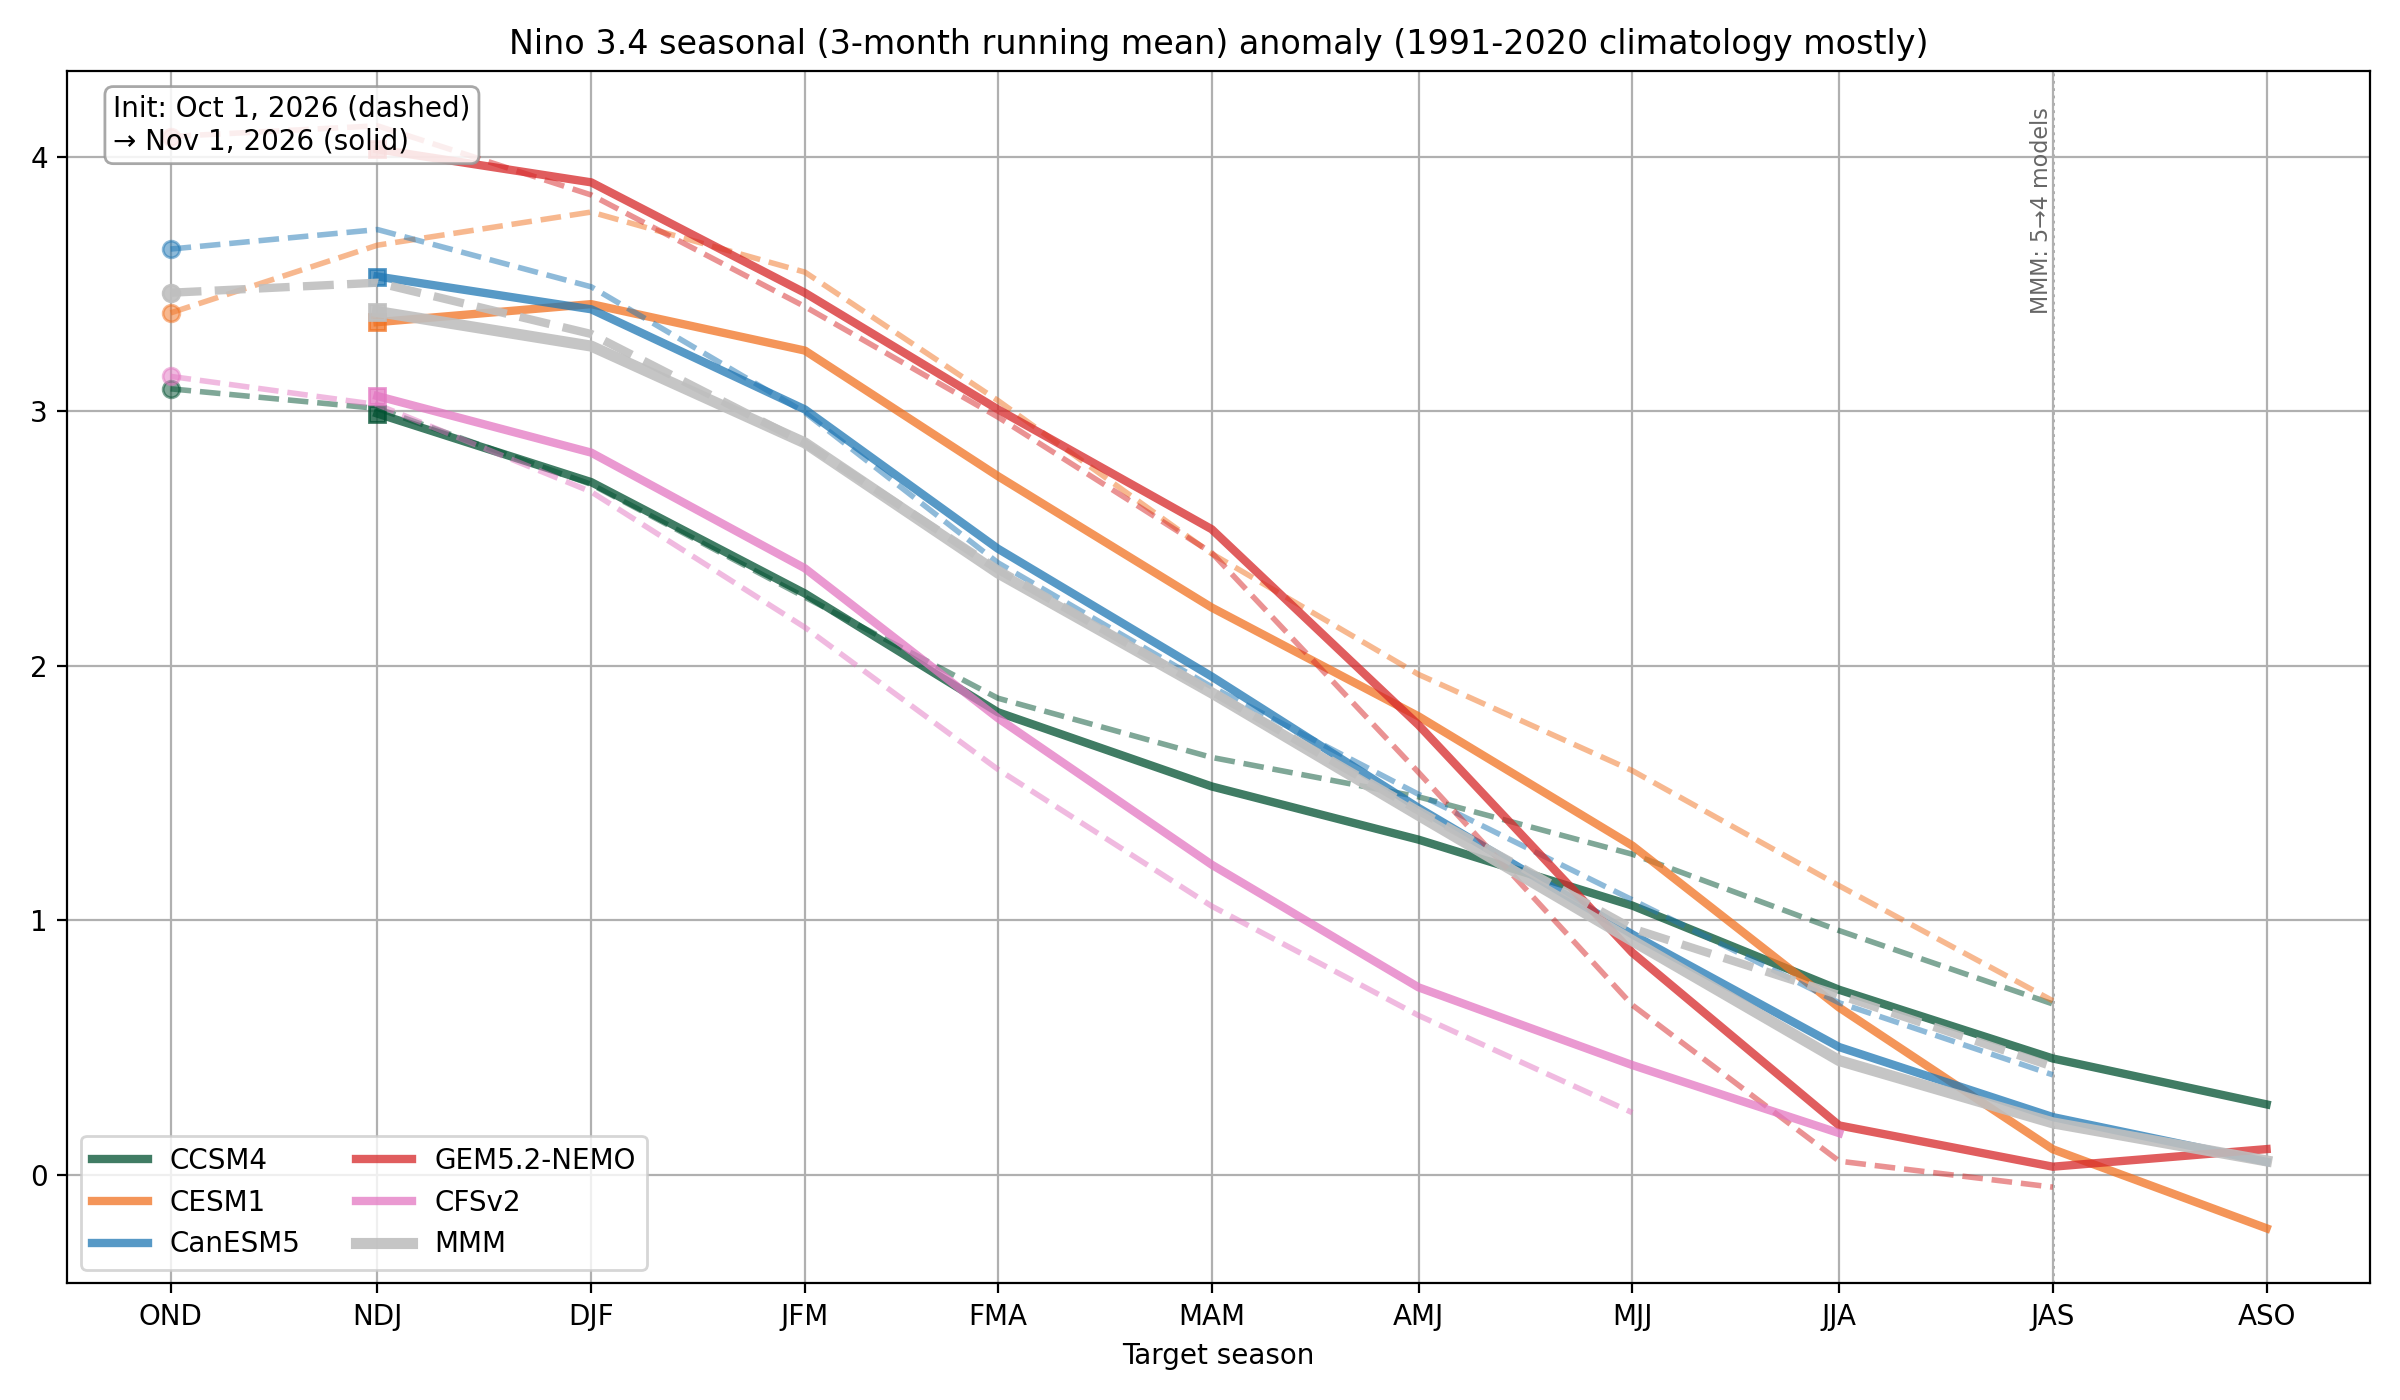 Nino 3.4 seasonal (3-month running mean) anomaly (1991-2020 climatology mostly)
Init: Oct 1, 2026 (dashed)
→ Nov 1, 2026 (solid)
MMM: 5→4 models
4
3
2
1
0
CCSM4
CESM1
CanESM5
GEM5.2-NEMO
CFSv2
MMM
OND NDJ DJF JFM FMA MAM AMJ MJJ JJA JAS ASO
Target season